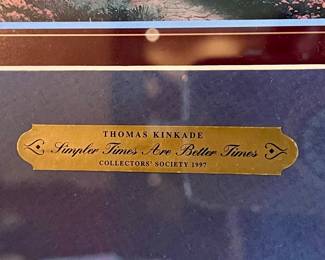 THOMAS KINKADE
Simpler Times Are Better Times
COLLECTORS' SOCIETY 1997